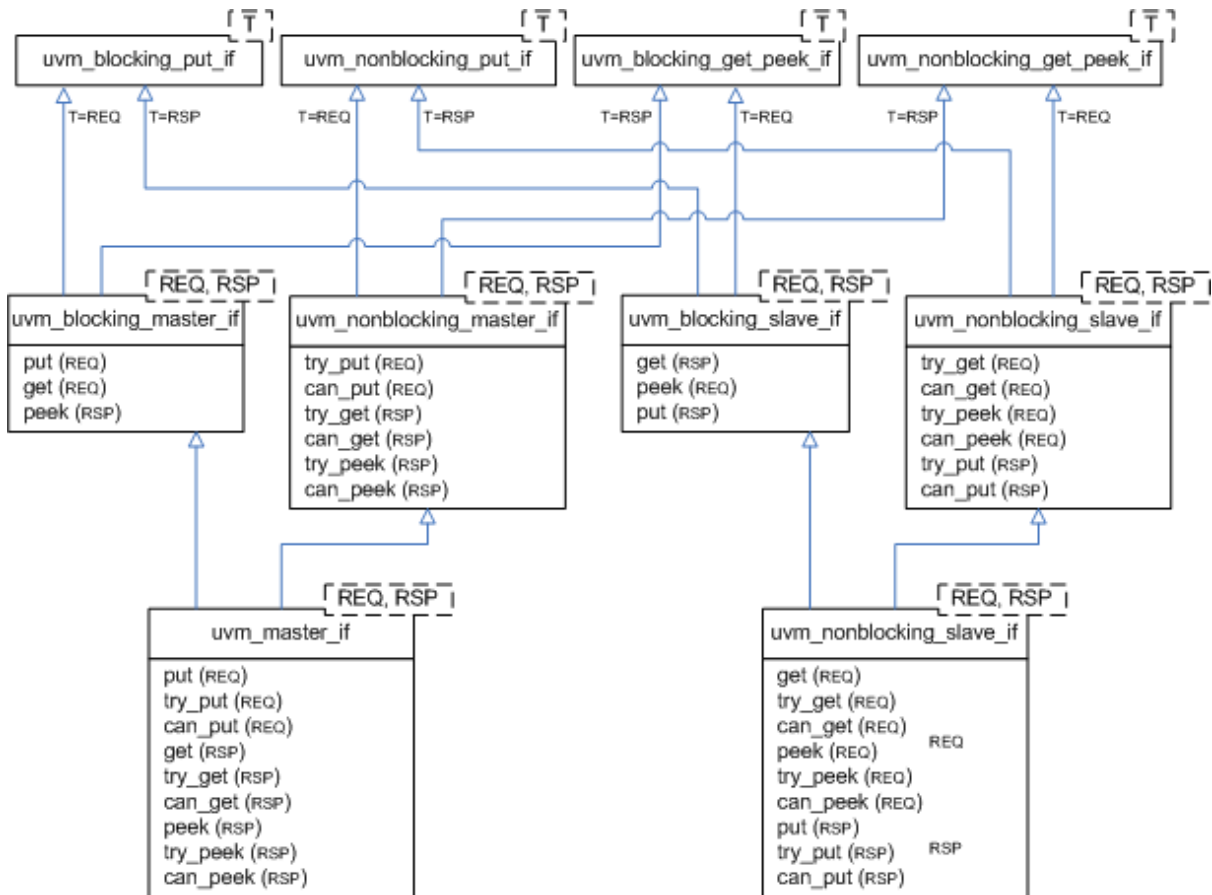 T
T
T
T
uvm_blocking_put_if
uvm_nonblocking_put_if
uvm_blocking_get_peek_if
uvm_nonblocking_get_peek_if
T=REQ
T=RSP
T=REQ
T=RSP
T=RSP
T=REQ
T=RSP
T=REQ
REQ, RSP
uvm_blocking_master_if
put (REQ)
get (REQ)
peek (RSP)
REQ, RSP
uvm_nonblocking_master_if
try_put (REQ)
can_put (REQ)
try_get (RSP)
can_get (RSP)
try_peek (RSP)
can_peek (RSP)
REQ, RSP
uvm_blocking_slave_if
get (RSP)
peek (REQ)
put (RSP)
REQ, RSP
uvm_nonblocking_slave_if
try_get (REQ)
can_get (REQ)
try_peek (REQ)
can_peek (REQ)
try_put (RSP)
can_put (RSP)
REQ, RSP
uvm_master_if
put (REQ)
try_put (REQ)
can_put (REQ)
get (RSP)
try_get (RSP)
can_get (RSP)
peek (RSP)
try_peek (RSP)
can_peek (RSP)
REQ, RSP
uvm_nonblocking_slave_if
get (REQ)
try_get (REQ)
can_get (REQ)
REQ
peek (REQ)
try_peek (REQ)
can_peek (REQ)
put (RSP)
try_put (RSP)
RSP
can_put (RSP)